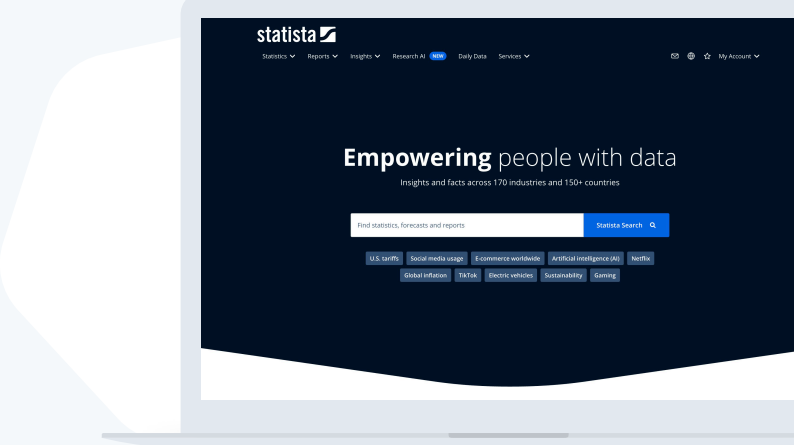 statista
Statistics Reports Insights Research AI NEW Daily Data Services My Account
Empowering people with data
Insights and facts across 170 industries and 150+ countries
Find statistics, forecasts and reports Statista Search
U.S. tariffs Social media usage E-commerce worldwide Artificial intelligence (AI) Netflix
Global inflation TikTok Electric vehicles Sustainability Gaming